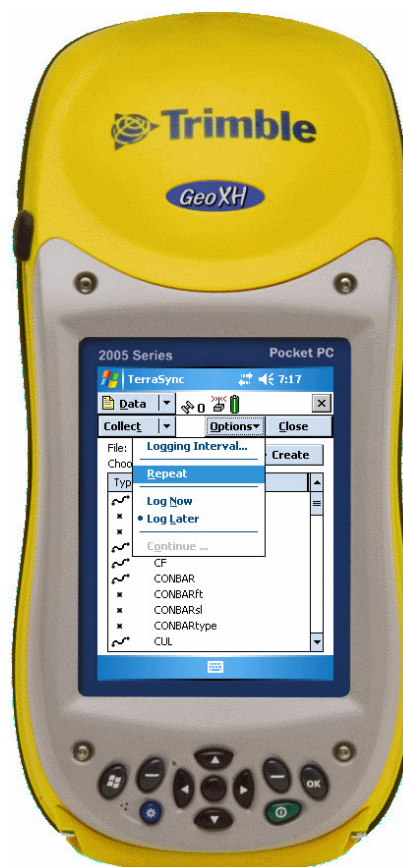 Trimble
GeoXH
2005 Series Pocket PC
TerraSync 7:17
Data 0
Collect Options Close
File:
Logging Interval...
Create
Choo
Repeat
Typ
Log Now
Log Later
Continue ...
CF
CONBAR
CONBARft
CONBARsl
CONBARtype
CUL
OK